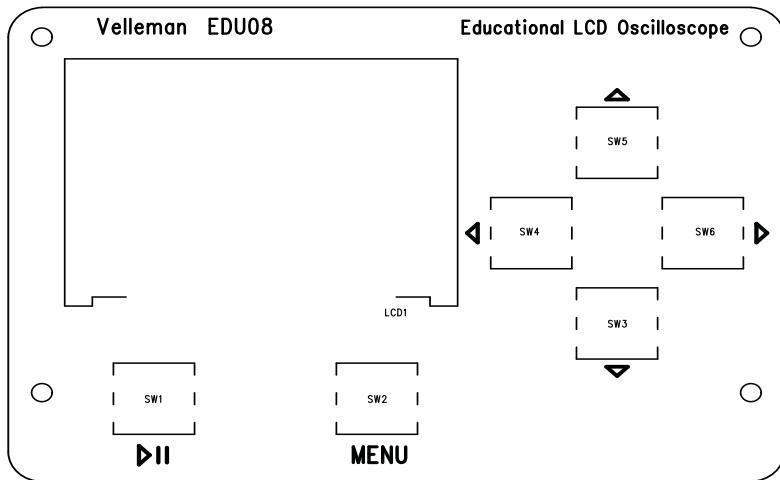 Velleman EDU08
Educational LCD Oscilloscope
SW5
SW4
SW6
LCD1
SW3
SW1
SW2
MENU